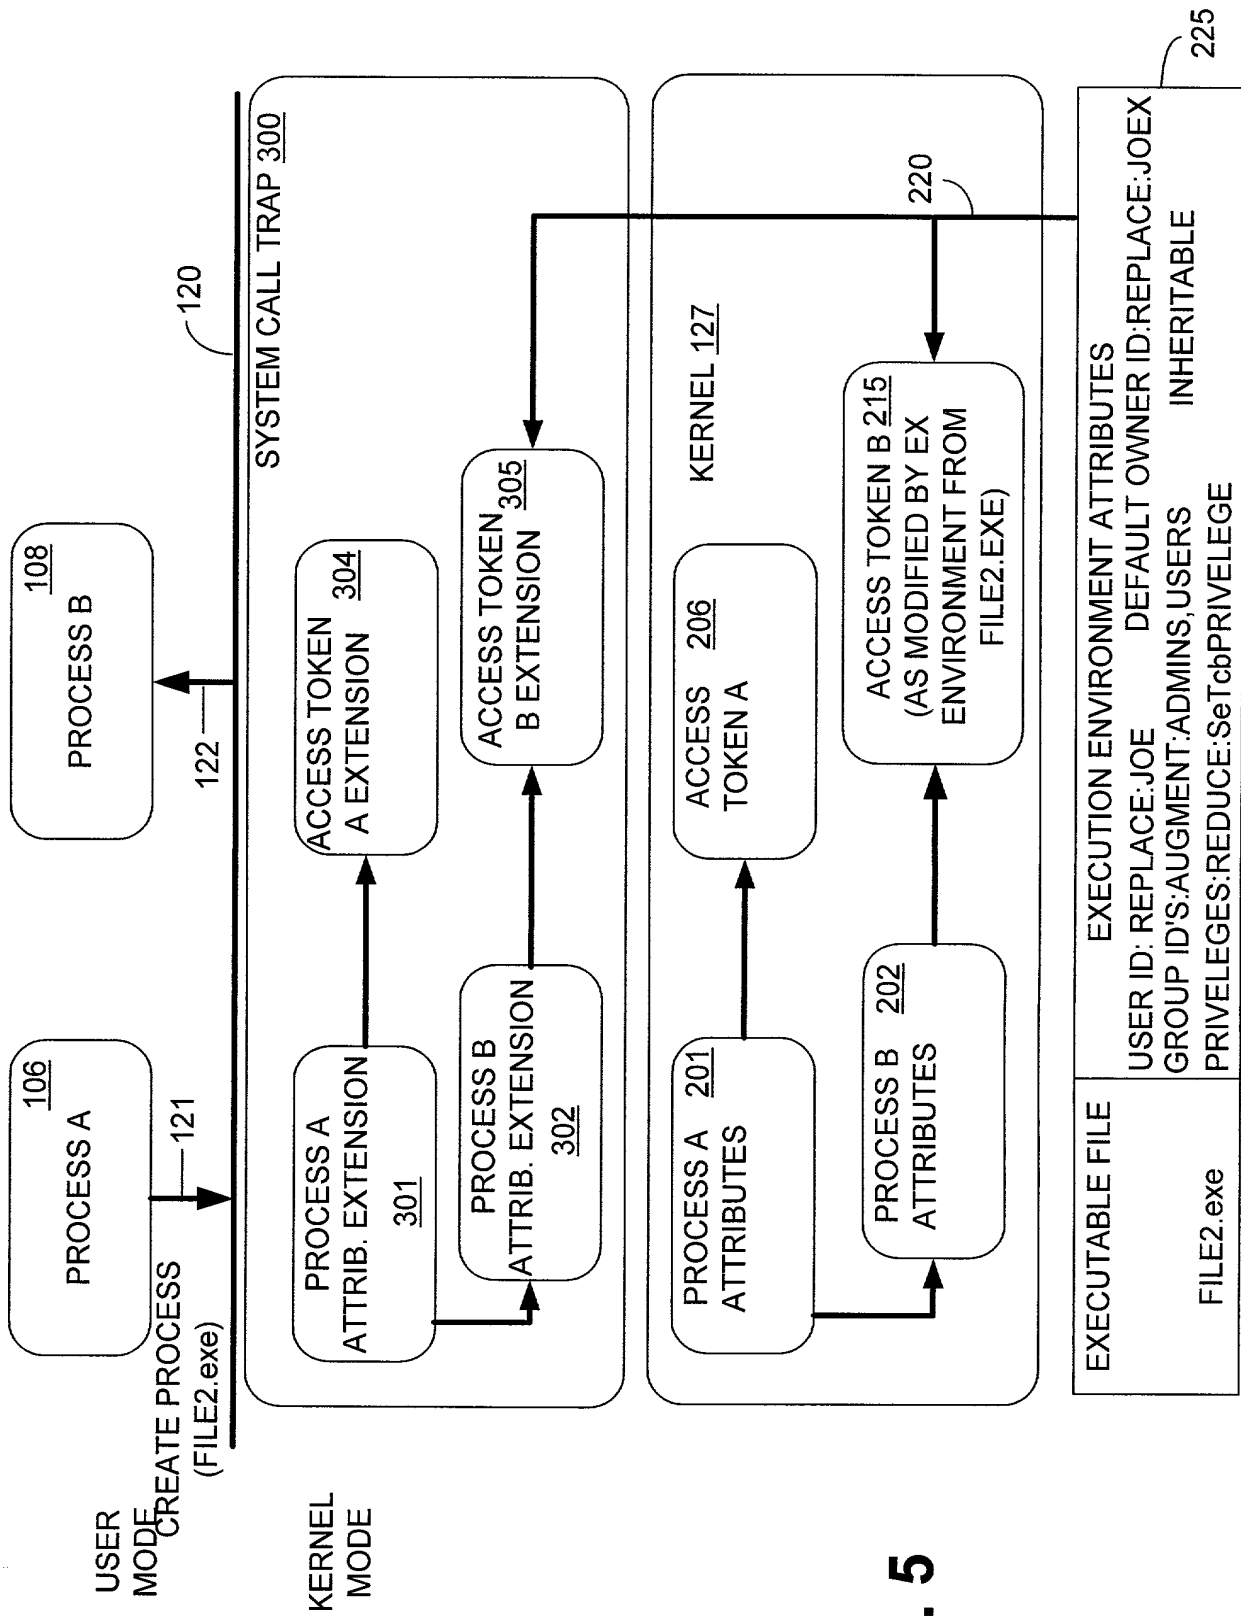 USER
MODE
CREATE PROCESS
(FILE2.exe)
121
106
PROCESS A
122
108
PROCESS B
120
KERNEL
MODE
SYSTEM CALL TRAP 300
PROCESS A
ATTRIB. EXTENSION
301
ACCESS TOKEN
A EXTENSION 304
PROCESS B
ATTRIB. EXTENSION
302
ACCESS TOKEN
305
B EXTENSION
KERNEL 127
PROCESS A 201
ATTRIBUTES
ACCESS 206
TOKEN A
PROCESS B 202
ATTRIBUTES
ACCESS TOKEN B 215
(AS MODIFIED BY EX
ENVIRONMENT FROM
FILE2.EXE)
220
225
EXECUTABLE FILE
FILE2.exe
EXECUTION ENVIRONMENT ATTRIBUTES
USER ID: REPLACE:JOE
DEFAULT OWNER ID:REPLACE:JOEX
GROUP ID'S:AUGMENT:ADMINS,USERS
INHERITABLE
PRIVELEGES:REDUCE:SeTcbPRIVELEGE
. 5